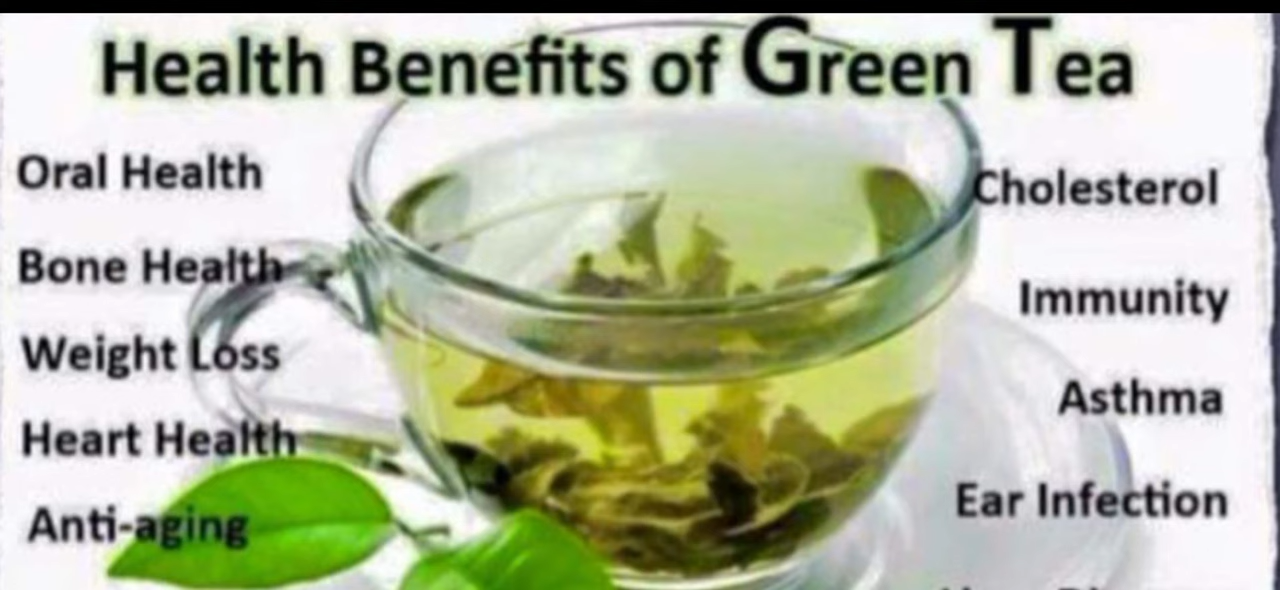 Health Benefits of Green Tea
Oral Health
Bone Health
Weight Loss
Heart Health
Anti-aging
Cholesterol
Immunity
Asthma
Ear Infection